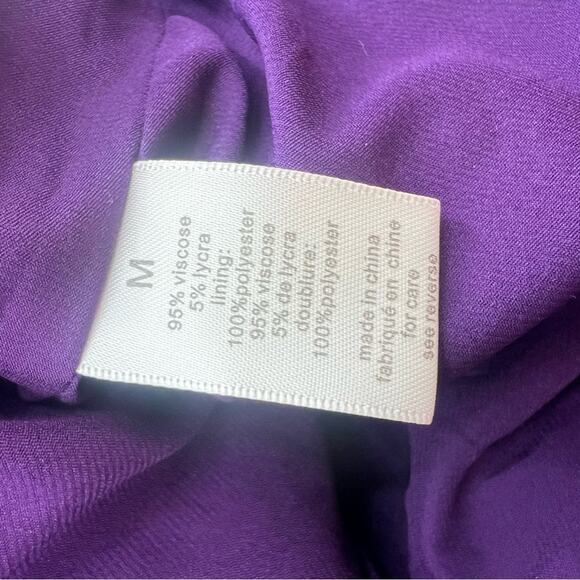 M
95% viscose
5% lycra
lining:
100%polyester
95% viscose
5% de lycra
doublure:
100%polyester
made in china
fabriqué en chine
for care
see reverse